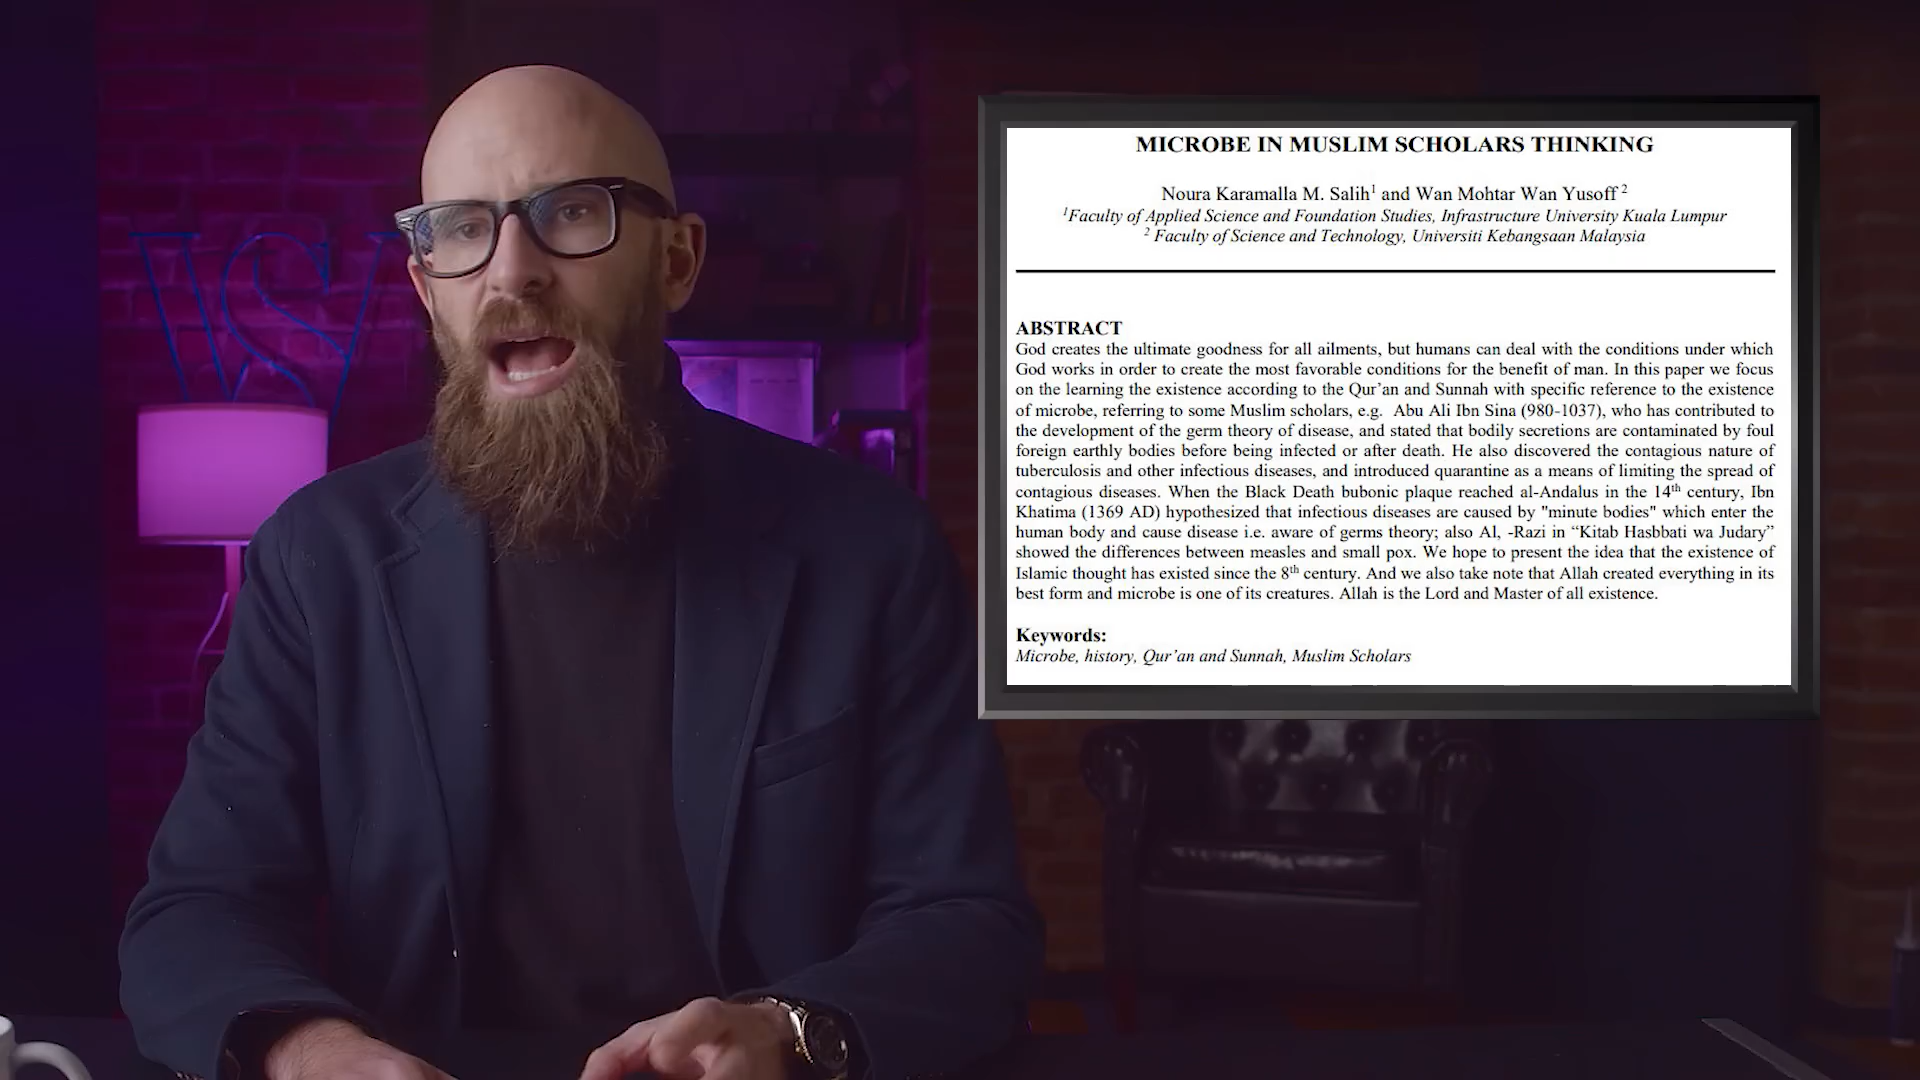 WS
MICROBE IN MUSLIM SCHOLARS THINKING
Noura Karamalla M. Salih1 and Wan Mohtar Wan Yusoff 2
1Faculty of Applied Science and Foundation Studies, Infrastructure University Kuala Lumpur
2 Faculty of Science and Technology, Universiti Kebangsaan Malaysia
ABSTRACT
God creates the ultimate goodness for all ailments, but humans can deal with the conditions under which
God works in order to create the most favorable conditions for the benefit of man. In this paper we focus
on the learning the existence according to the Qur'an and Sunnah with specific reference to the existence
of microbe, referring to some Muslim scholars, e.g. Abu Ali Ibn Sina (980-1037), who has contributed to
the development of the germ theory of disease, and stated that bodily secretions are contaminated by foul
foreign earthly bodies before being infected or after death. He also discovered the contagious nature of
tuberculosis and other infectious diseases, and introduced quarantine as a means of limiting the spread of
contagious diseases. When the Black Death bubonic plaque reached al-Andalus in the 14th century, Ibn
Khatima (1369 AD) hypothesized that infectious diseases are caused by "minute bodies" which enter the
human body and cause disease i.e. aware of germs theory; also Al, -Razi in “Kitab Hasbbati wa Judary”
showed the differences between measles and small pox. We hope to present the idea that the existence of
Islamic thought has existed since the 8th century. And we also take note that Allah created everything in its
best form and microbe is one of its creatures. Allah is the Lord and Master of all existence.
Keywords:
Microbe, history, Qur'an and Sunnah, Muslim Scholars